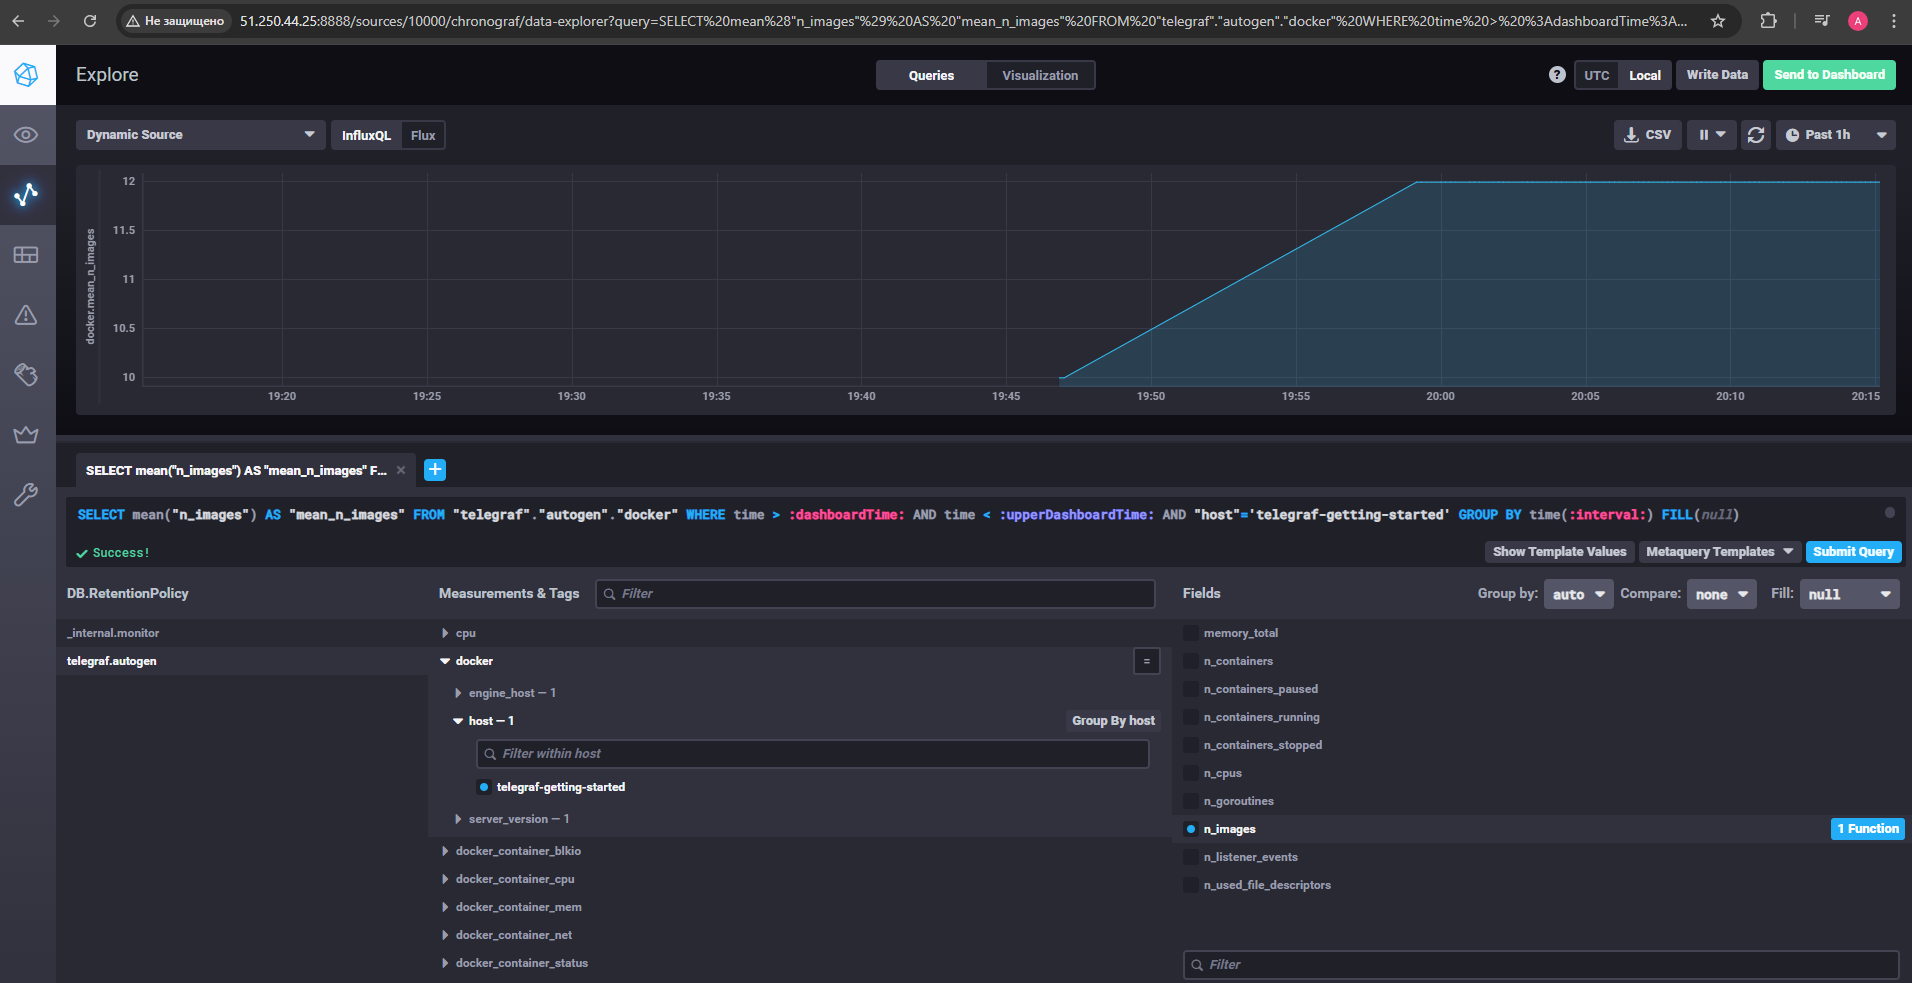 Не защищено 51.250.44.25:8888/sources/10000/chronograf/data-explorer?query=SELECT%20mean%28"n_images"%29%20AS%20"mean_n_images"%20FROM%20"telegraf"."autogen"."docker"%20WHERE%20time%20>%20%3AdashboardTime%3A... A
Explore Queries Visualization ? UTC Local Write Data Send to Dashboard
Dynamic Source InfluxQL Flux CSV Past 1h
docker.mean_n_images
12
11.5
11
10.5
10
19:20 19:25 19:30 19:35 19:40 19:45 19:50 19:55 20:00 20:05 20:10 20:15
SELECT mean("n_images") AS "mean_n_images" F... × +
SELECT mean("n_images") AS "mean_n_images" FROM "telegraf"."autogen"."docker" WHERE time > :dashboardTime: AND time < :upperDashboardTime: AND "host"='telegraf-getting-started' GROUP BY time(:interval:) FILL(null)
Success! Show Template Values Metaquery Templates Submit Query
DB.RetentionPolicy Measurements & Tags Filter Fields Group by: auto Compare: none Fill: null
_internal.monitor
telegraf.autogen
cpu
docker =
engine_host — 1
host — 1 Group By host
Filter within host
telegraf-getting-started
server_version — 1
docker_container_blkio
docker_container_cpu
docker_container_mem
docker_container_net
docker_container_status
memory_total
n_containers
n_containers_paused
n_containers_running
n_containers_stopped
n_cpus
n_goroutines
n_images 1 Function
n_listener_events
n_used_file_descriptors
Filter